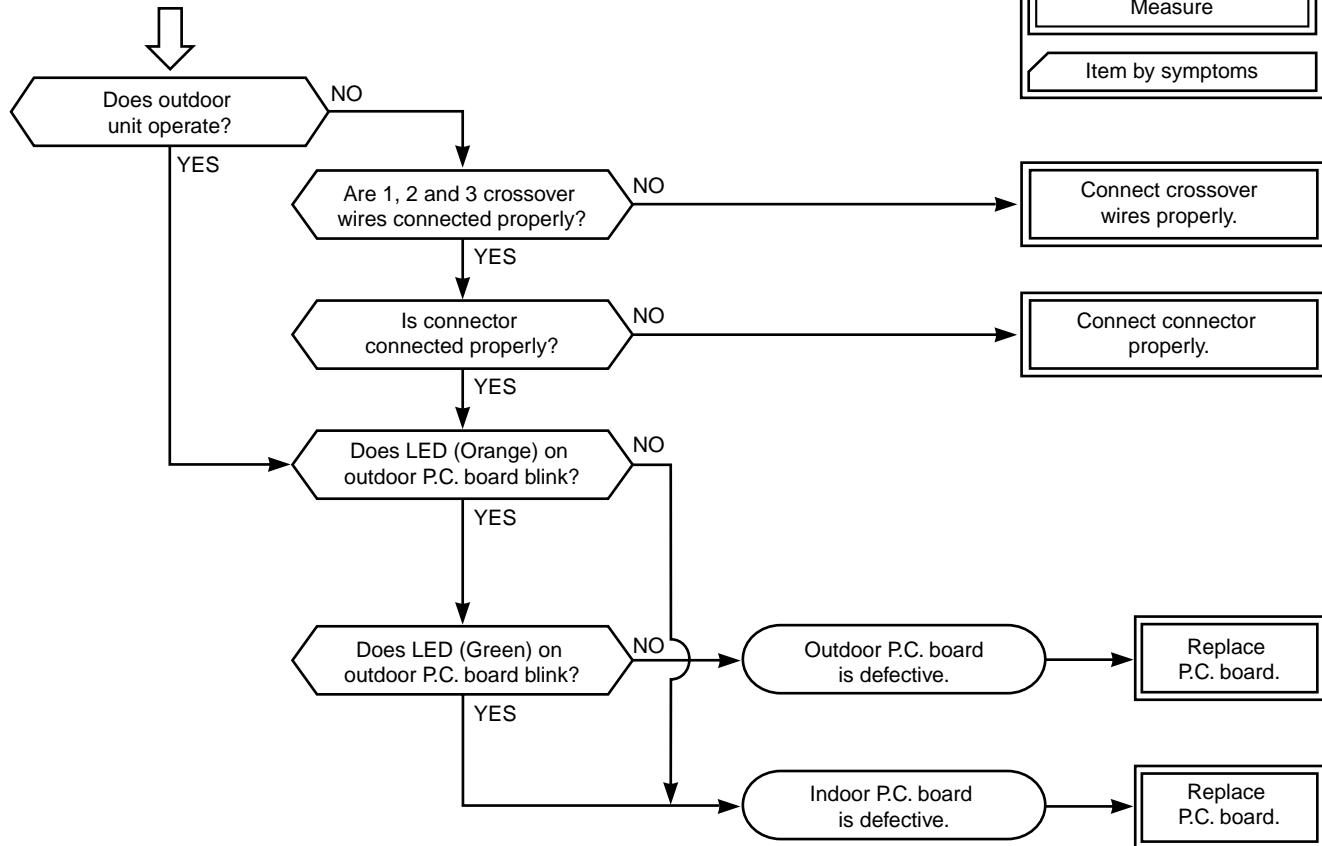 Measure
Item by symptoms
Does outdoor
unit operate?
NO
YES
Are 1, 2 and 3 crossover
wires connected properly?
NO
YES
Connect crossover
wires properly.
Is connector
connected properly?
NO
YES
Connect connector
properly.
Does LED (Orange) on
outdoor P.C. board blink?
NO
YES
Does LED (Green) on
outdoor P.C. board blink?
NO
YES
Outdoor P.C. board
is defective.
Replace
P.C. board.
Indoor P.C. board
is defective.
Replace
P.C. board.